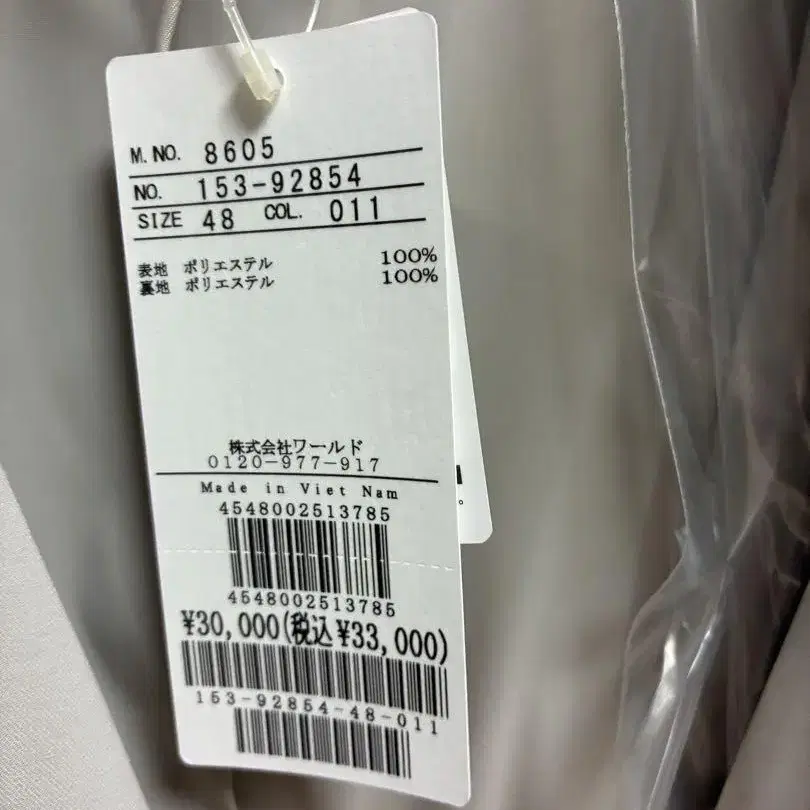 M.NO. 8605
NO. 153-92854
SIZE 48 COL. 011
表地 ポリエステル 100%
裏地 ポリエステル 100%
株式会社ワールド
0120-977-917
Made in Viet Nam
4548002513785
4548002513785
¥30,000(税込¥33,000)
153-92854-48-011